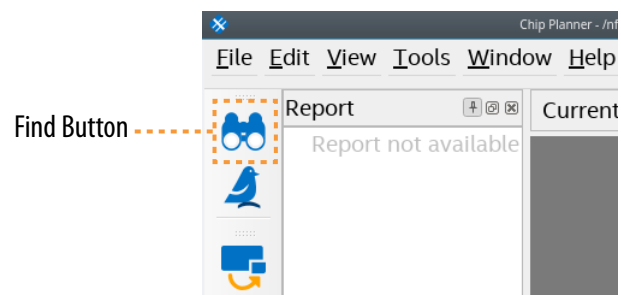 Chip Planner - /nf
File Edit View Tools Window Help
Report
Current
Find Button
Report not available